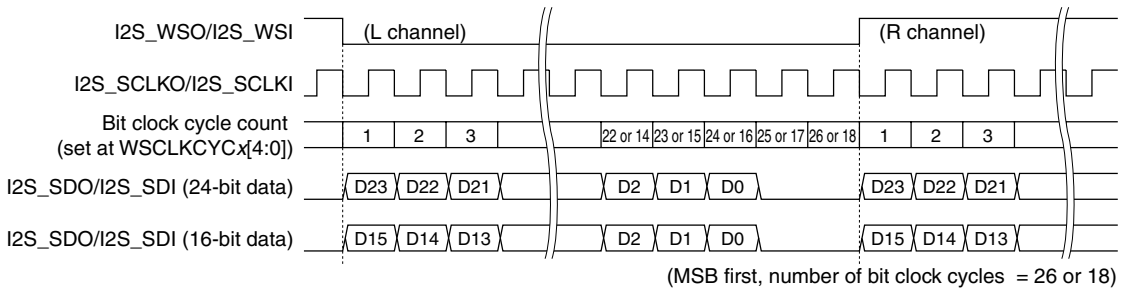 I2S_WSO/I2S_WSI (L channel) (R channel)
I2S_SCLKO/I2S_SCLKI
Bit clock cycle count
(set at WSCLKCYCx[4:0]) 1 2 3 22 or 14 23 or 15 24 or 16 25 or 17 26 or 18 1 2 3
I2S_SDO/I2S_SDI (24-bit data) D23 D22 D21 D2 D1 D0 D23 D22 D21
I2S_SDO/I2S_SDI (16-bit data) D15 D14 D13 D2 D1 D0 D15 D14 D13
(MSB first, number of bit clock cycles = 26 or 18)